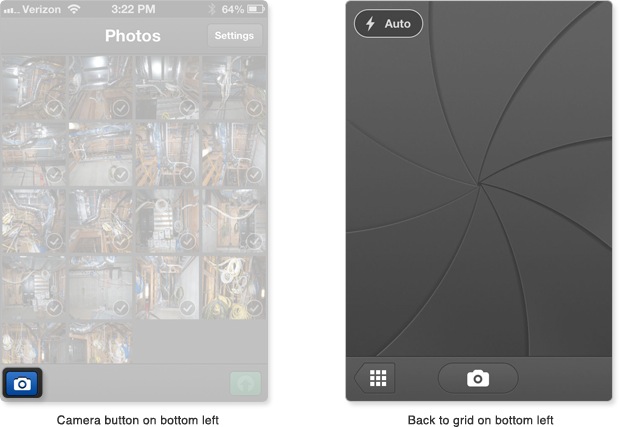 Verizon 3:22 PM 64%
Photos Settings
Auto
Camera button on bottom left
Back to grid on bottom left